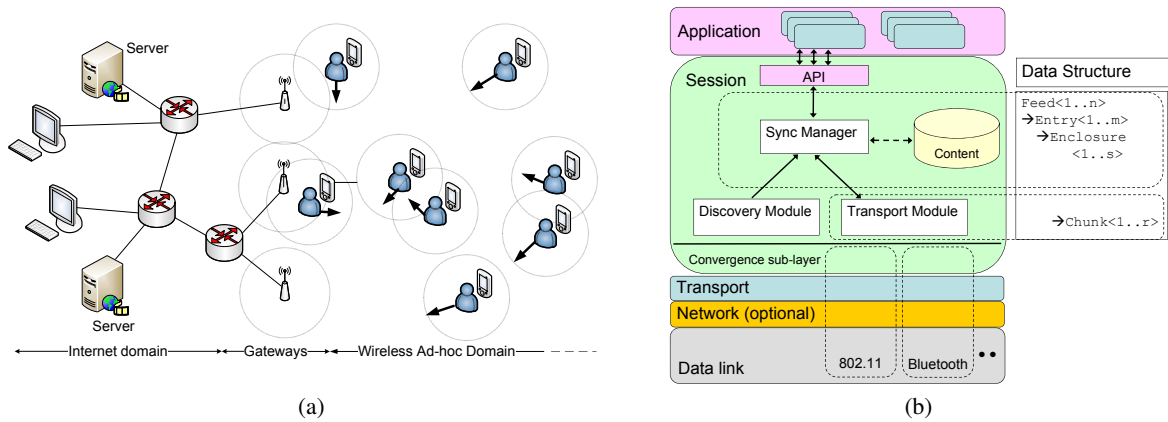 Server
Server
Internet domain
Gateways
Wireless Ad-hoc Domain
(a)
Application
Session
API
Sync Manager
Content
Discovery Module
Transport Module
Convergence sub-layer
Transport
Network (optional)
Data link
802.11
Bluetooth
Data Structure
Feed<1..n>
→Entry<1..m>
→Enclosure
<1..s>
→Chunk<1..r>
(b)